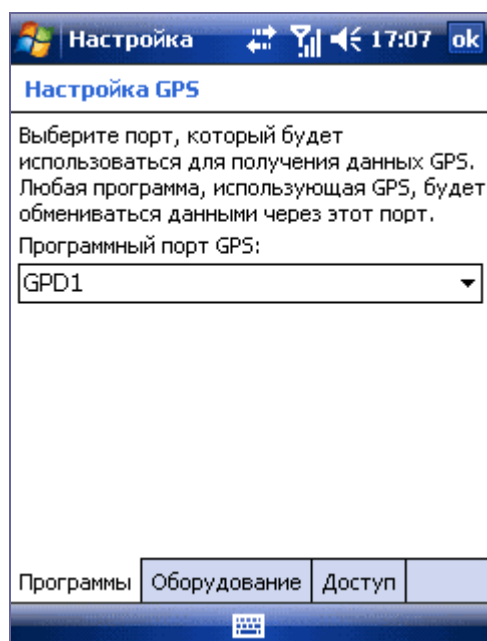 Настройка 17:07 ok
Настройка GPS
Выберите порт, который будет
использоваться для получения данных GPS.
Любая программа, использующая GPS, будет
обмениваться данными через этот порт.
Программный порт GPS:
GPD1
Программы Оборудование Доступ